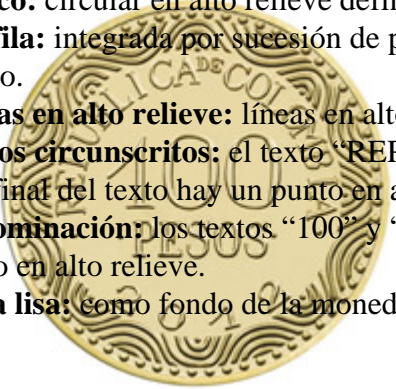 co: circular en alto relieve defin
fila: integrada por sucesión de p
o.
as en alto relieve: líneas en alto
os circunscritos: el texto “REP
final del texto hay un punto en a
ominación: los textos “100” y “
o en alto relieve.
a lisa: como fondo de la moned
REPUBLICA DE COLOMBIA
100
PESOS